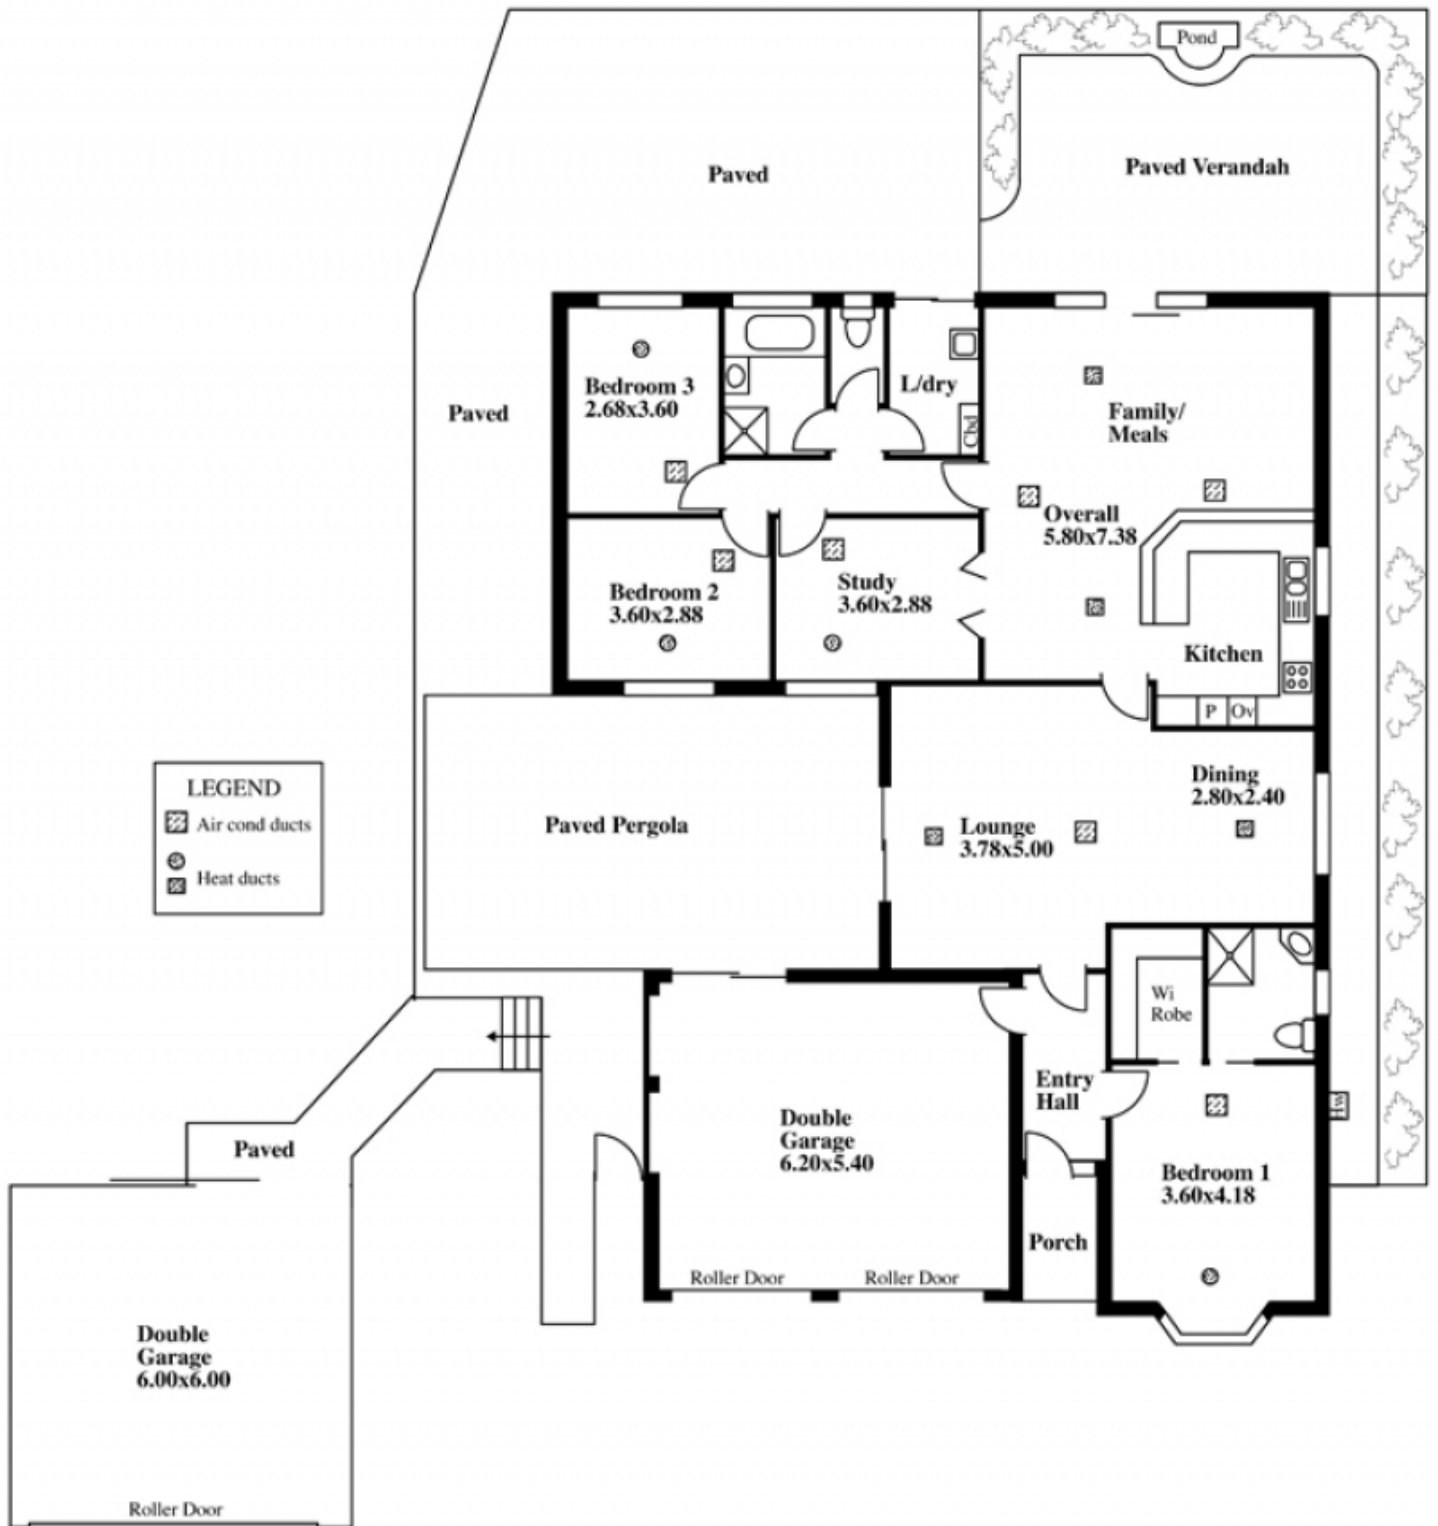 Pond
Paved
Paved Verandah
Bedroom 3
2.68x3.60
L/dry
Cbd
Paved
Family/
Meals
Overall
5.80x7.38
Bedroom 2
3.60x2.88
Study
3.60x2.88
Kitchen
P
Ov
LEGEND
Air cond ducts
Heat ducts
Paved Pergola
Lounge
3.78x5.00
Dining
2.80x2.40
Wi
Robe
Entry
Hall
Double
Garage
6.20x5.40
Paved
Bedroom 1
3.60x4.18
Porch
Roller Door
Roller Door
Double
Garage
6.00x6.00
Roller Door